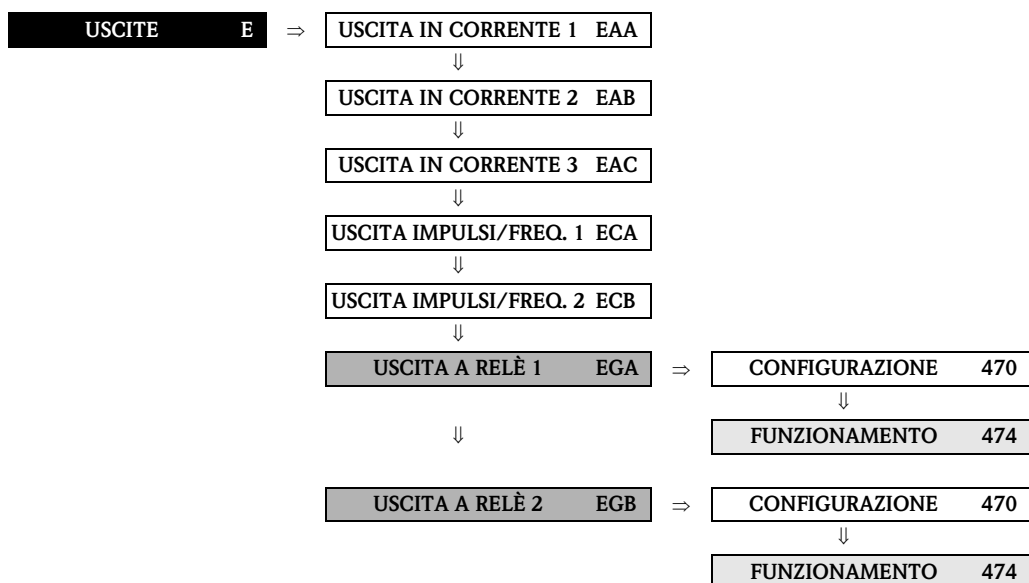 USCITE E ⇒ USCITA IN CORRENTE 1 EAA
⇓
USCITA IN CORRENTE 2 EAB
⇓
USCITA IN CORRENTE 3 EAC
⇓
USCITA IMPULSI/FREQ. 1 ECA
⇓
USCITA IMPULSI/FREQ. 2 ECB
⇓
USCITA A RELÈ 1 EGA ⇒ CONFIGURAZIONE 470
⇓
⇓ FUNZIONAMENTO 474
USCITA A RELÈ 2 EGB ⇒ CONFIGURAZIONE 470
⇓
FUNZIONAMENTO 474